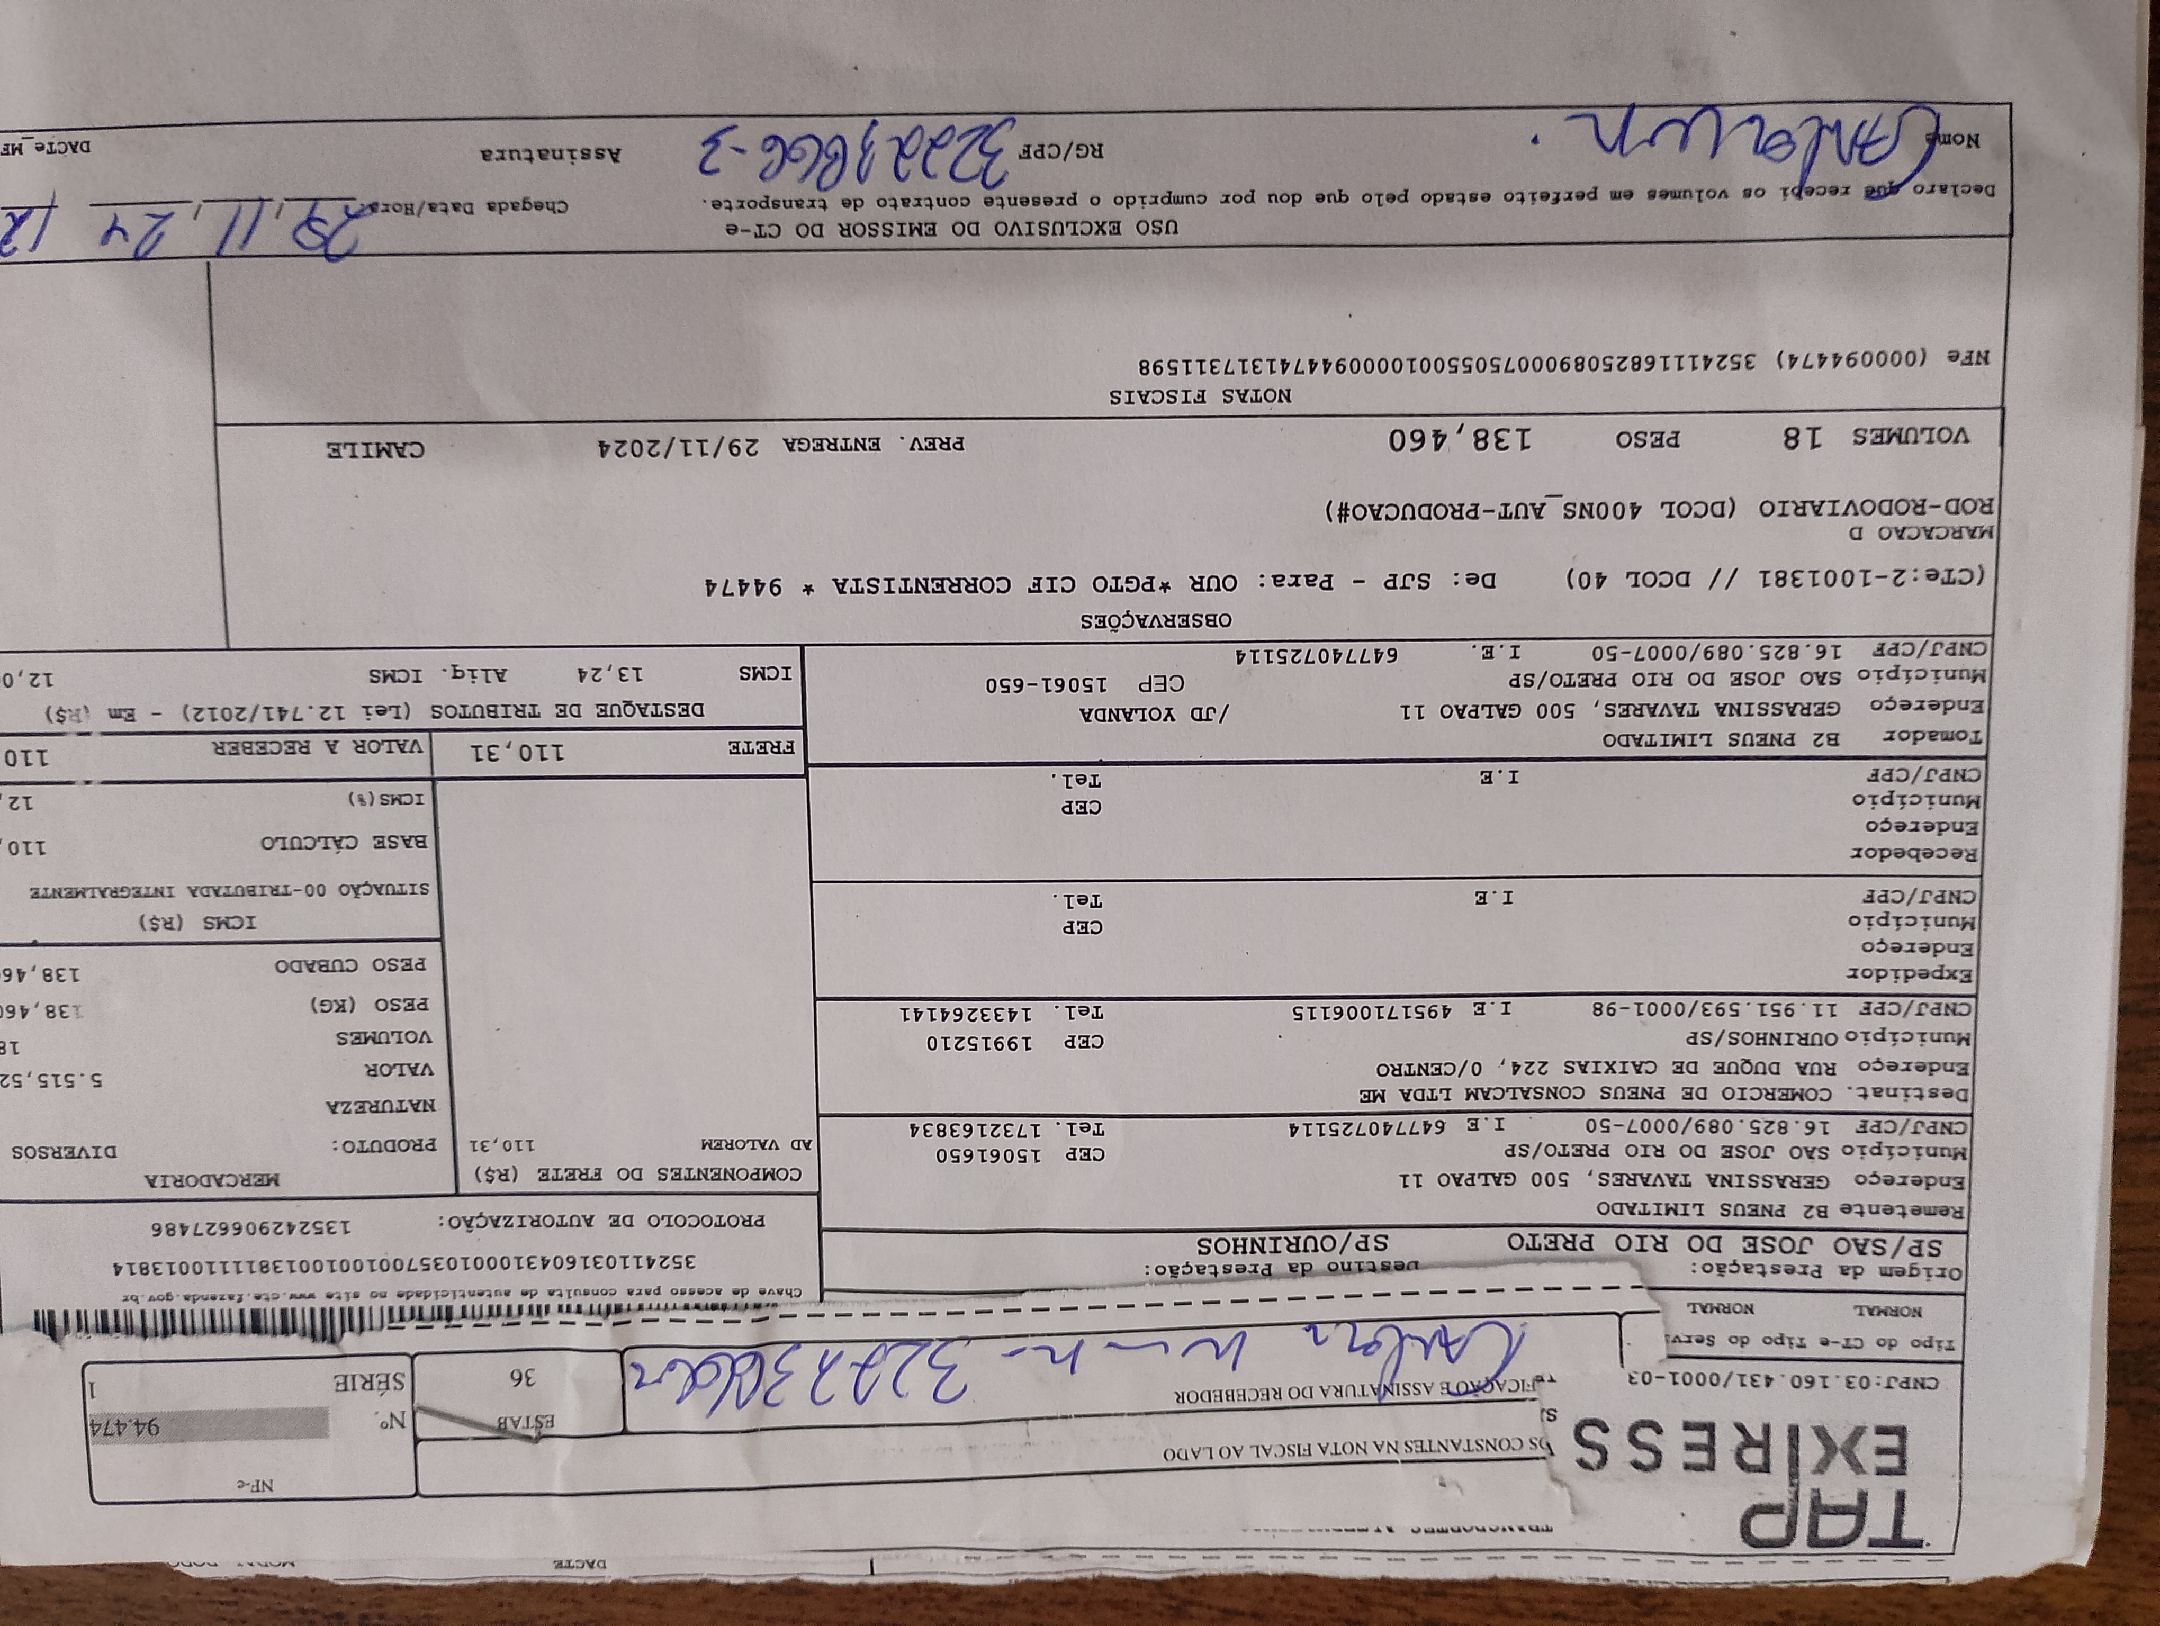 DACTE
TAP
EXPRESS
CNPJ:03.160.431/0001-03
NF-e
OS CONSTANTES NA NOTA FISCAL AO LADO
FICAÇÃO E ASSINATURA DO RECEBEDOR
ESTAB
36
Nº. 94.474
SÉRIE 1
Tipo do CT-e Tipo do Servi
NORMAL NORMAL
Chave de acesso para consulta de autenticidade no site www.cte.fazenda.gov.br
35241103160431000103570010010013811110013814
PROTOCOLO DE AUTORIZAÇÃO: 135242906627486
Origem da Prestação: Destino da Prestação:
SP/SAO JOSE DO RIO PRETO SP/OURINHOS
Remetente B2 PNEUS LIMITADO
Endereço GERASSINA TAVARES, 500 GALPAO 11
Município SAO JOSE DO RIO PRETO/SP CEP 15061650
CNPJ/CPF 16.825.089/0007-50 I.E 647740725114 Tel. 1732163834
Destinat. COMERCIO DE PNEUS CONSALCAM LTDA ME
Endereço RUA DUQUE DE CAIXIAS 224, 0/CENTRO
Município OURINHOS/SP CEP 19915210
CNPJ/CPF 11.951.593/0001-98 I.E 495171006115 Tel. 1433264141
Expedidor
Endereço
Município CEP
CNPJ/CPF I.E Tel.
Recebedor
Endereço
Município CEP
CNPJ/CPF I.E Tel.
Tomador B2 PNEUS LIMITADO
Endereço GERASSINA TAVARES, 500 GALPAO 11 /JD YOLANDA
Município SAO JOSE DO RIO PRETO/SP CEP 15061-650
CNPJ/CPF 16.825.089/0007-50 I.E. 647740725114
COMPONENTES DO FRETE (R$)
AD VALOREM 110,31
MERCADORIA
PRODUTO: DIVERSOS
NATUREZA
VALOR 5.515,52
VOLUMES 18
PESO (KG) 138,460
PESO CUBADO 138,46
ICMS (R$)
SITUAÇÃO 00-TRIBUTADA INTEGRALMENTE
BASE CÁLCULO 110,
ICMS(%) 12,
FRETE 110,31 VALOR A RECEBER 110
DESTAQUE DE TRIBUTOS (Lei 12.741/2012) - Em (R$)
ICMS 13,24 Aliq. ICMS 12,0
OBSERVAÇÕES
(CTe:2-1001381 // DCOL 40) De: SJP - Para: OUR *PGTO CIF CORRENTISTA * 94474
MARCACAO D
ROD-RODOVIARIO (DCOL 400NS_AUT-PRODUCAO#)
VOLUMES 18 PESO 138,460 PREV. ENTREGA 29/11/2024 CAMILE
NOTAS FISCAIS
NFe (000094474) 35241116825089000750550010000944741317311598
USO EXCLUSIVO DO EMISSOR DO CT-e
Declaro que recebi os volumes em perfeito estado pelo que dou por cumprido o presente contrato de transporte.
Chegada Data/Hora: 29, 11, 24 12
Nome RG/CPF Assinatura
DACTe_MF